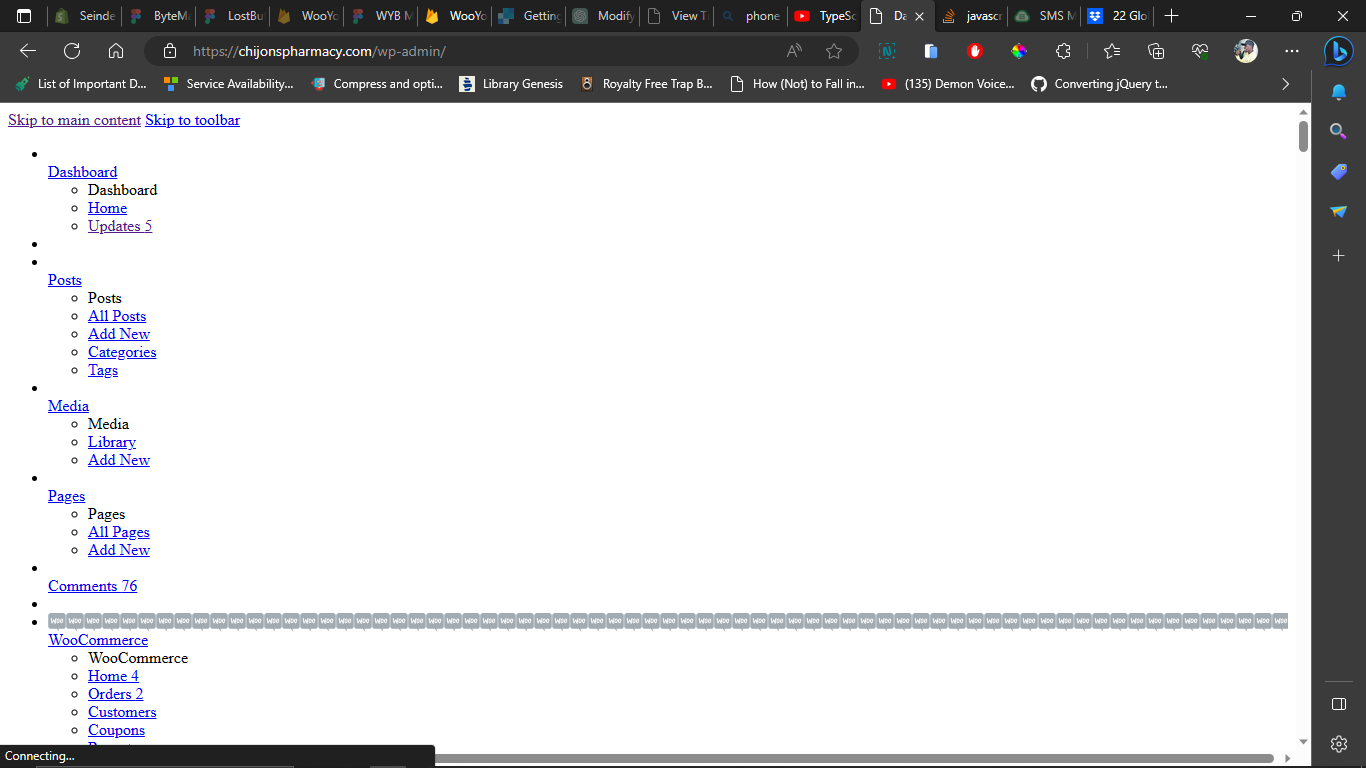 Seinde
ByteMa
LostBu
WooYo
WYB M
WooYo
Getting
Modify
View T
phone
TypeSc
Da
javascr
SMS M
22 Glo
https://chijonspharmacy.com/wp-admin/
List of Important D...
Service Availability...
Compress and opti...
Library Genesis
Royalty Free Trap B...
How (Not) to Fall in...
(135) Demon Voice...
Converting jQuery t...
Skip to main content Skip to toolbar
Dashboard
Dashboard
Home
Updates 5
Posts
Posts
All Posts
Add New
Categories
Tags
Media
Media
Library
Add New
Pages
Pages
All Pages
Add New
Comments 76
WooCommerce
WooCommerce
Home 4
Orders 2
Customers
Coupons
Connecting...